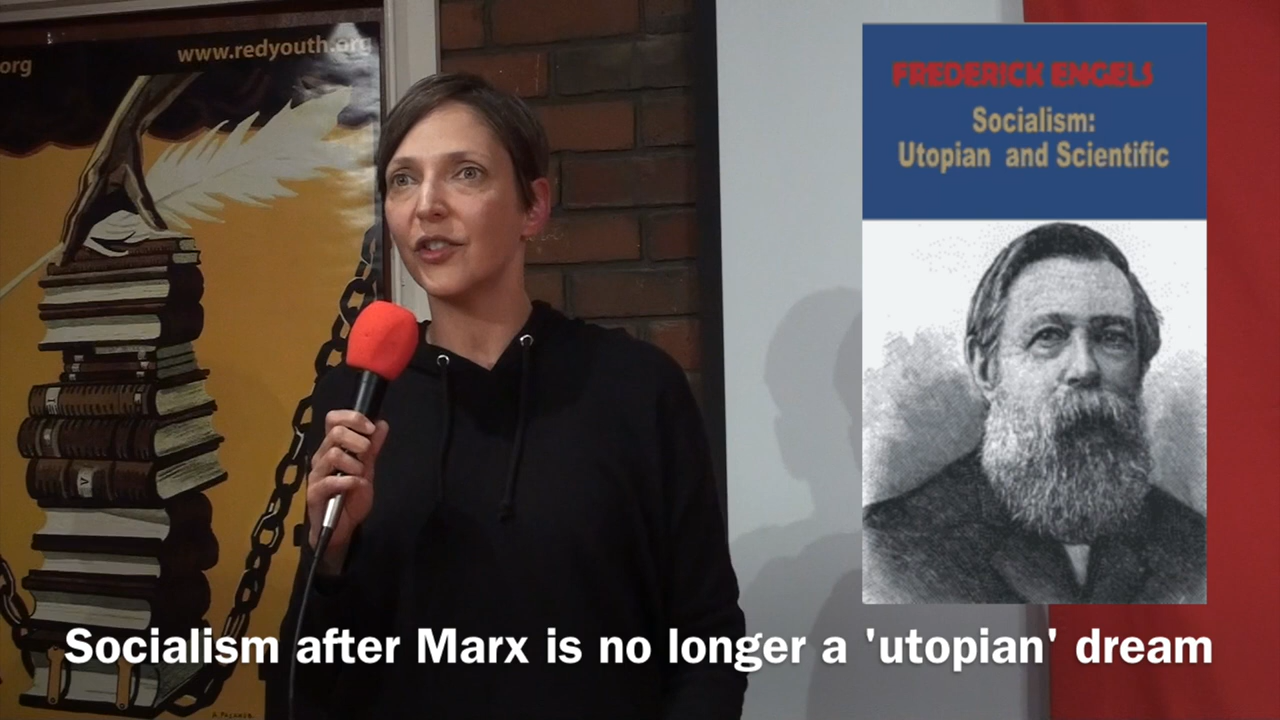 org
www.redyouth.org
FREDERICK ENGELS
Socialism:
Utopian and Scientific
Socialism after Marx is no longer a 'utopian' dream